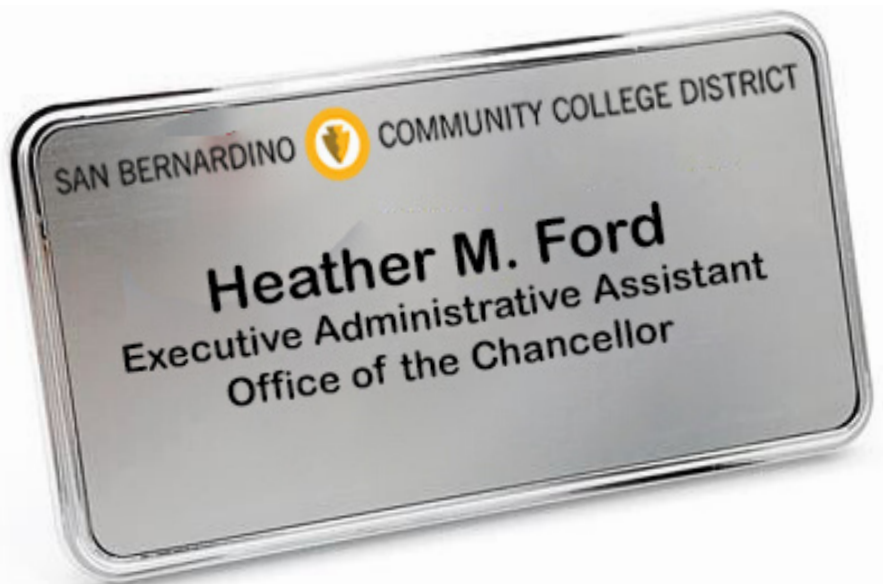 SAN BERNARDINO COMMUNITY COLLEGE DISTRICT
Heather M. Ford
Executive Administrative Assistant
Office of the Chancellor